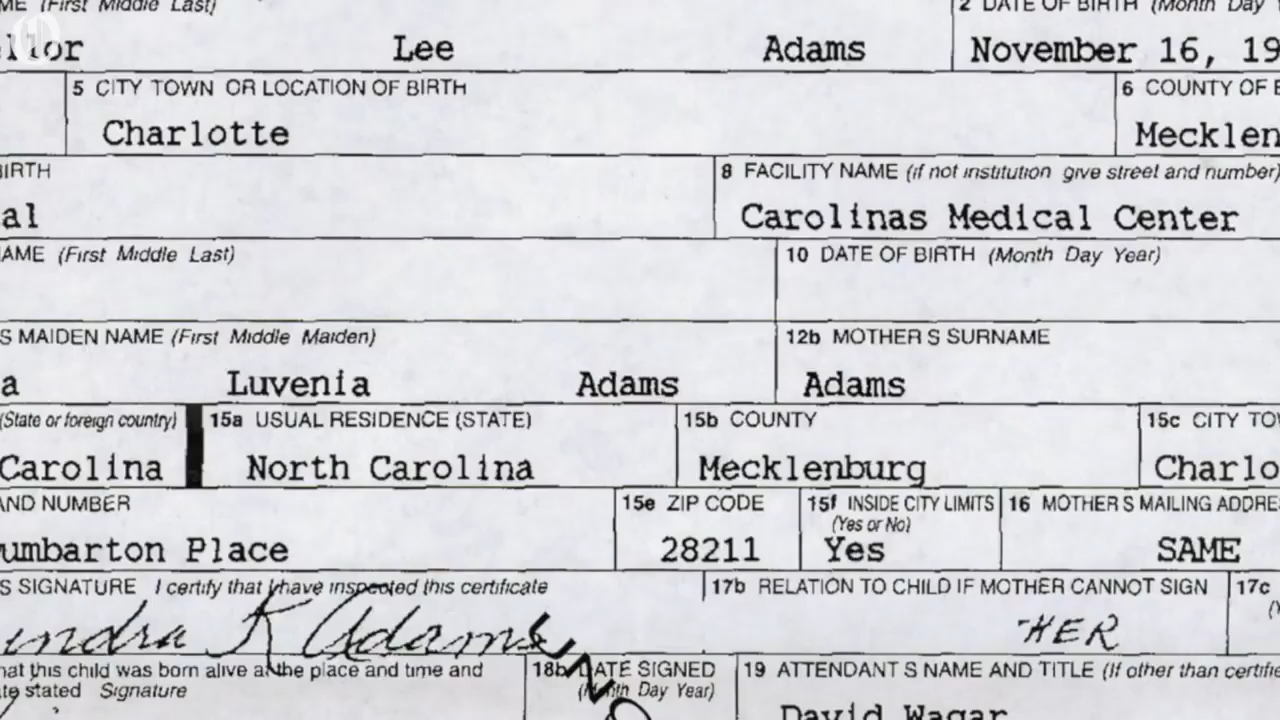 ME (First Middle Last) 2 DATE OF BIRTH (Month Day
Lee Adams November 16, 19
5 CITY TOWN OR LOCATION OF BIRTH 6 COUNTY OF
Charlotte Mecklen
BIRTH 8 FACILITY NAME (if not institution give street and number)
al Carolinas Medical Center
AME (First Middle Last) 10 DATE OF BIRTH (Month Day Year)
S MAIDEN NAME (First Middle Maiden) 12b MOTHER S SURNAME
a Luvenia Adams Adams
(State or foreign country) 15a USUAL RESIDENCE (STATE) 15b COUNTY 15c CITY TO
Carolina North Carolina Mecklenburg Charlo
AND NUMBER 15e ZIP CODE 15f INSIDE CITY LIMITS 16 MOTHER S MAILING ADDRE
(Yes or No)
umbarton Place 28211 Yes SAME
S SIGNATURE I certify that I have inspected this certificate 17b RELATION TO CHILD IF MOTHER CANNOT SIGN 17c
ndra K Adams HER
hat this child was born alive at the place and time and 18b DATE SIGNED 19 ATTENDANT S NAME AND TITLE (If other than certifie
te stated Signature (Month Day Year)
David Wagar